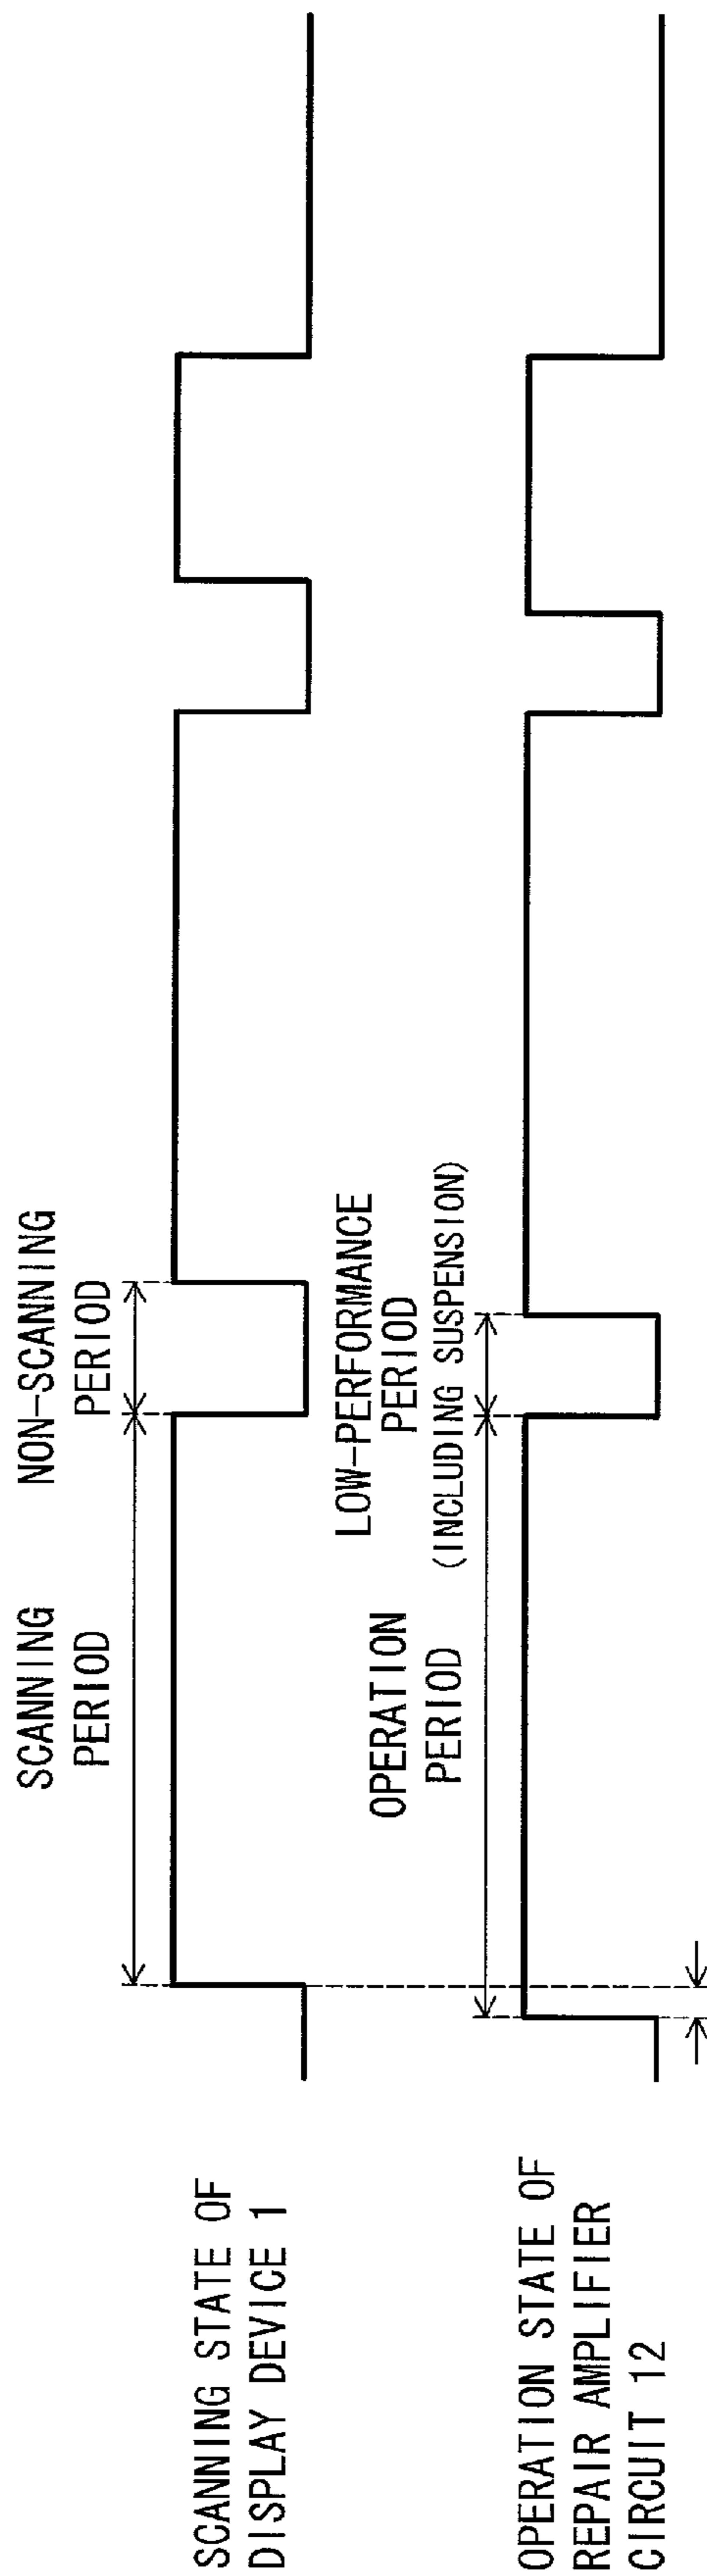 SCANNING STATE OF
DISPLAY DEVICE 1
SCANNING
PERIOD
NON-SCANNING
PERIOD
OPERATION STATE OF
REPAIR AMPLIFIER
CIRCUIT 12
OPERATION
PERIOD
LOW-PERFORMANCE
PERIOD
(INCLUDING SUSPENSION)